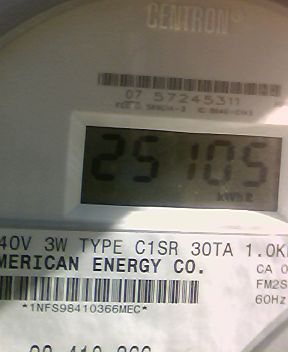 CENTRON®
07 57245311
25105
kWh
40V 3W TYPE C1SR 30TA 1.0K
MERICAN ENERGY CO.
CA 0
FM2S
60Hz
*1NFS98410366MEC*